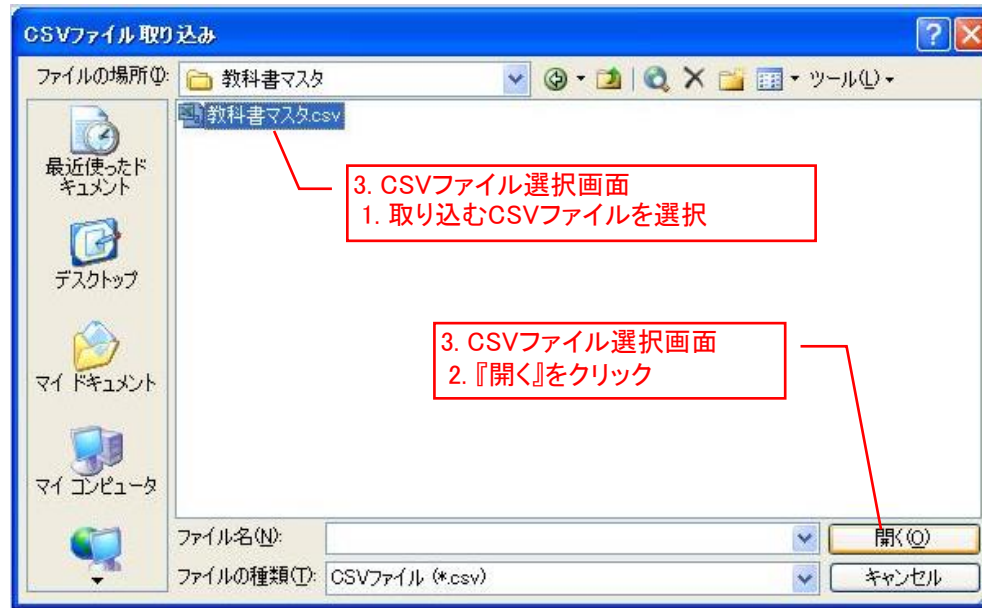 CSVファイル取り込み
ファイルの場所(I): 教科書マスタ ツール(L)
教科書マスタ.csv
最近使ったド
キュメント
デスクトップ
マイ ドキュメント
マイ コンピュータ
3. CSVファイル選択画面
1. 取り込むCSVファイルを選択
3. CSVファイル選択画面
2.『開く』をクリック
ファイル名(N): 開く(O)
ファイルの種類(T): CSVファイル (*.csv) キャンセル